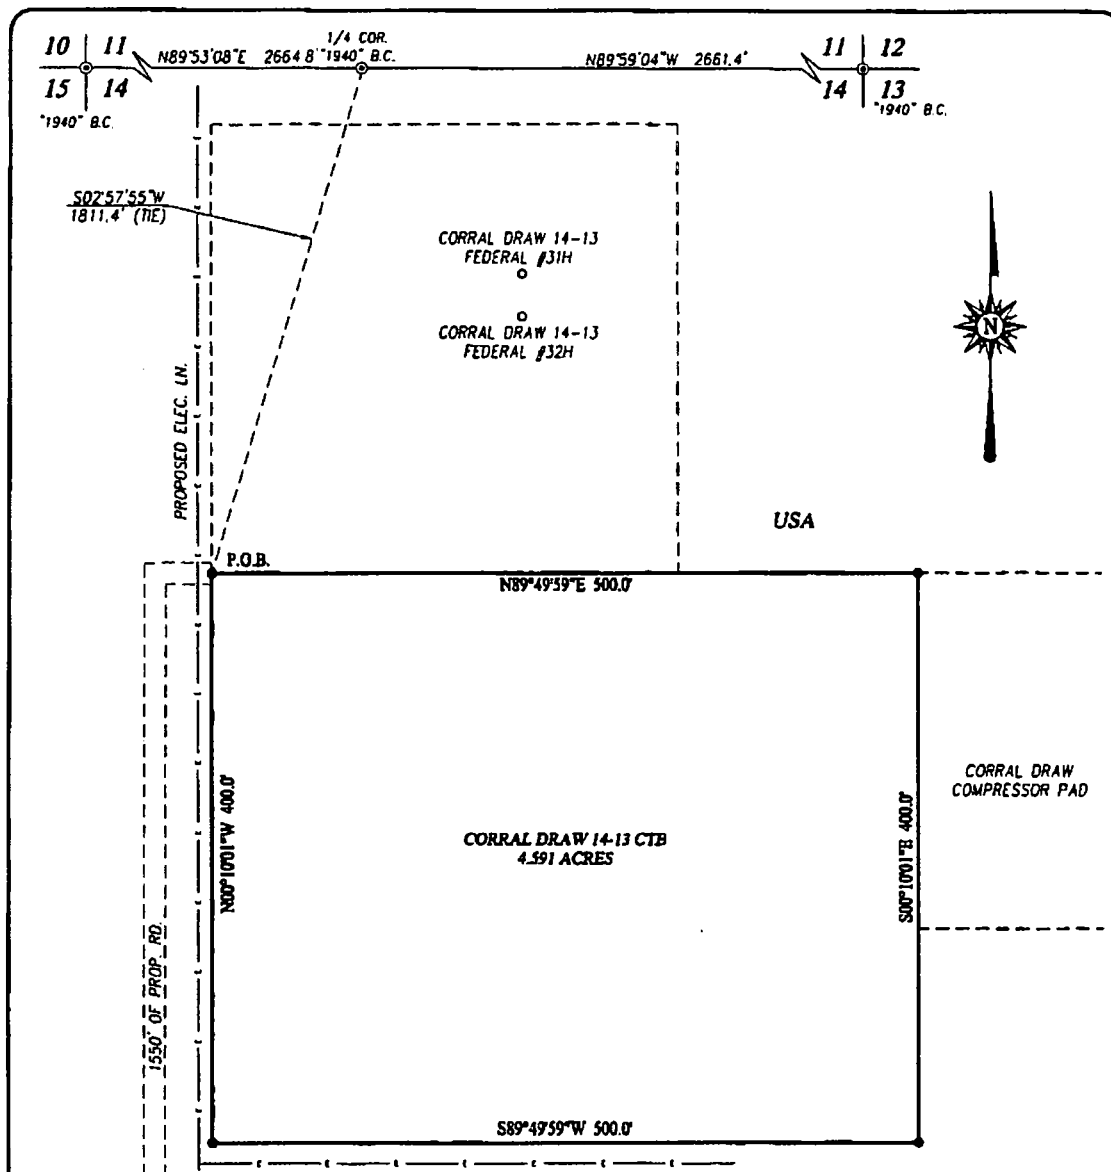 1/4 COR.
10 11
N89°53'08"E 2664.8' "1940" B.C.
N89°59'04"W 2661.4'
11 12
15 14
14 13
"1940" B.C.
"1940" B.C.
S02°57'55"W
1811.4' (TIE)
CORRAL DRAW 14-13
FEDERAL #31H
CORRAL DRAW 14-13
FEDERAL #32H
N
PROPOSED ELEC. LN.
USA
P.O.B.
N89°49'59"E 500.0'
CORRAL DRAW
COMPRESSOR PAD
N00°10'01"W 400.0'
S00°10'01"E 400.0'
CORRAL DRAW 14-13 CTB
4.591 ACRES
1550' OF PROP. RD.
S89°49'59"W 500.0'
E E E E E E E